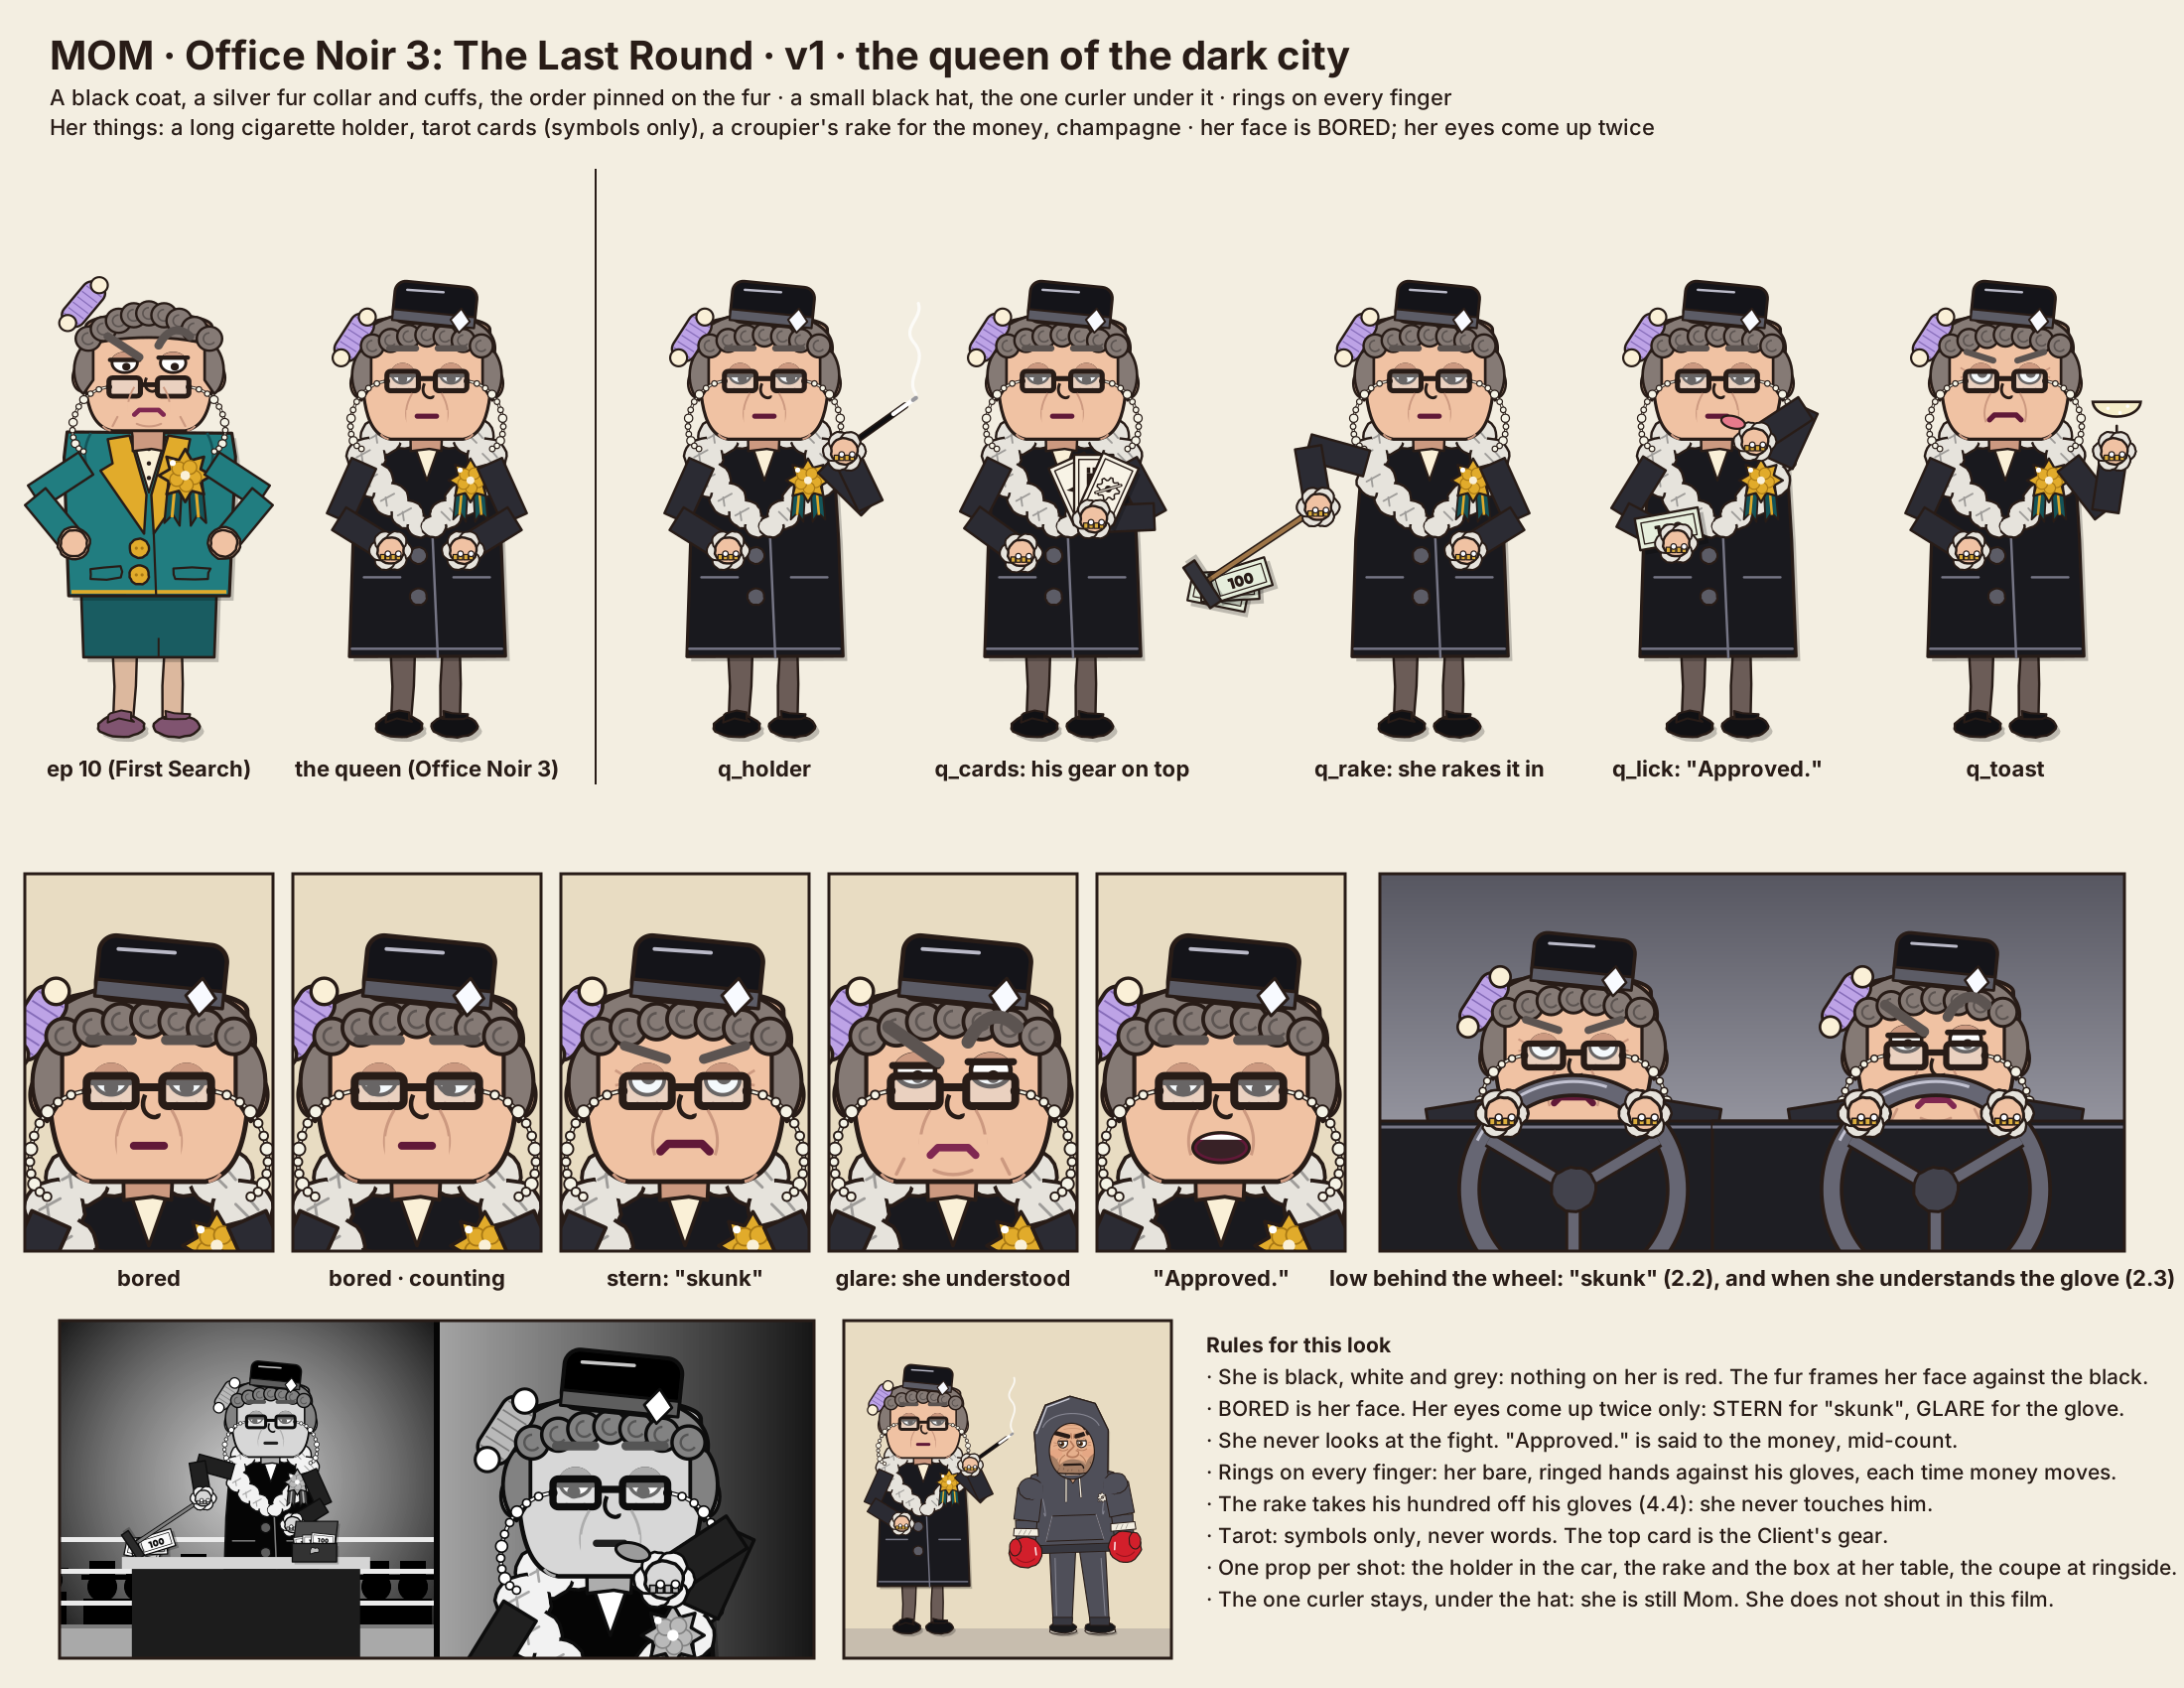 MOM · Office Noir 3: The Last Round · v1 · the queen of the dark city
A black coat, a silver fur collar and cuffs, the order pinned on the fur · a small black hat, the one curler under it · rings on every finger
Her things: a long cigarette holder, tarot cards (symbols only), a croupier's rake for the money, champagne · her face is BORED; her eyes come up twice
100
ep 10 (First Search)
the queen (Office Noir 3)
q_holder
q_cards: his gear on top
q_rake: she rakes it in
q_lick: "Approved."
q_toast
bored
bored · counting
stern: "skunk"
glare: she understood
"Approved."
low behind the wheel: "skunk" (2.2), and when she understands the glove (2.3)
100
100
Rules for this look
· She is black, white and grey: nothing on her is red. The fur frames her face against the black.
· BORED is her face. Her eyes come up twice only: STERN for "skunk", GLARE for the glove.
· She never looks at the fight. "Approved." is said to the money, mid-count.
· Rings on every finger: her bare, ringed hands against his gloves, each time money moves.
· The rake takes his hundred off his gloves (4.4): she never touches him.
· Tarot: symbols only, never words. The top card is the Client's gear.
· One prop per shot: the holder in the car, the rake and the box at her table, the coupe at ringside.
· The one curler stays, under the hat: she is still Mom. She does not shout in this film.